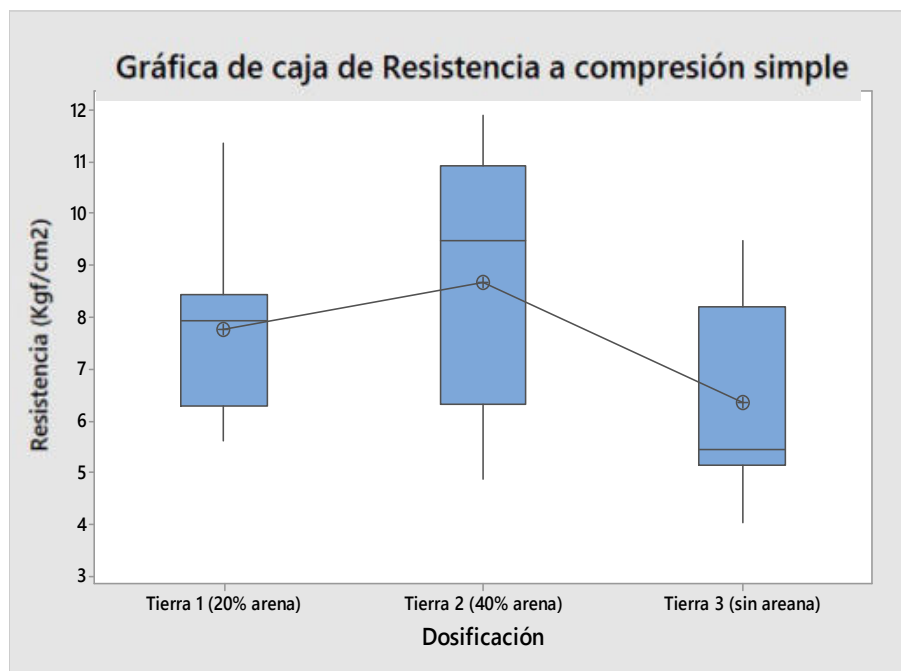 Gráfica de caja de Resistencia a compresión simple
Resistencia (Kgf/cm2)
12
11
10
9
8
7
6
5
4
3
Tierra 1 (20% arena)
Tierra 2 (40% arena)
Tierra 3 (sin areana)
Dosificación